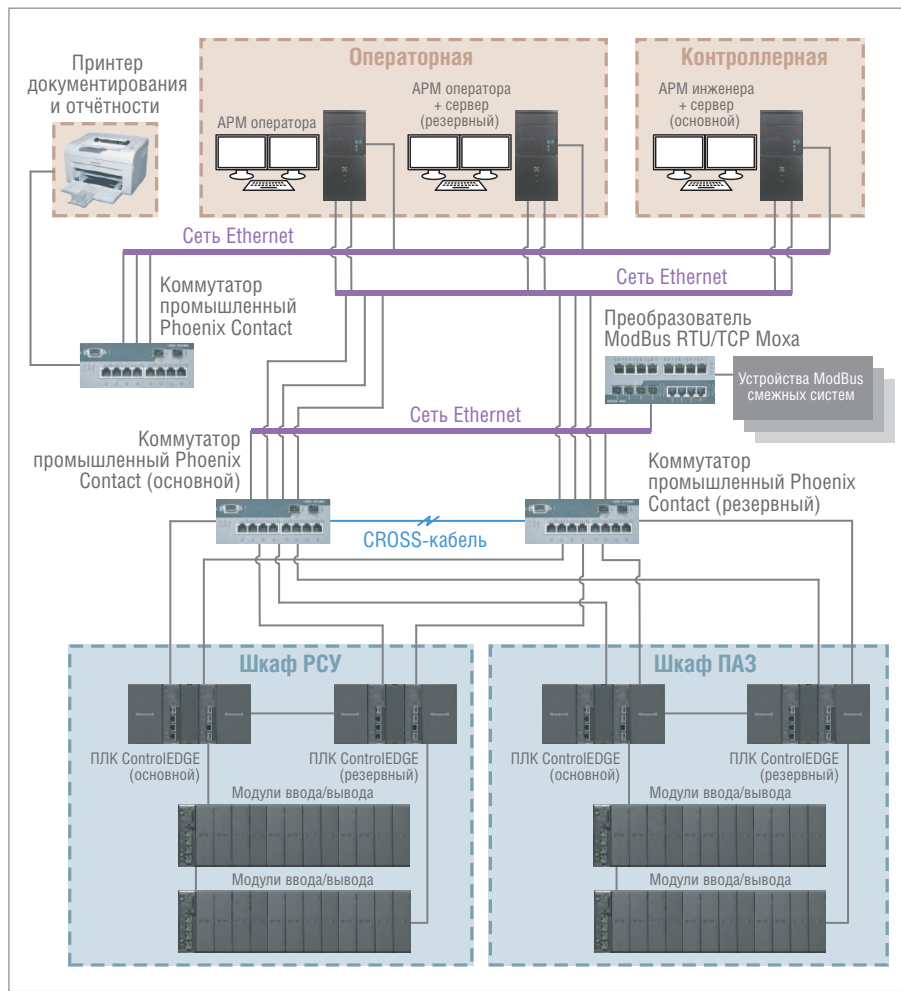 Принтер
документирования
и отчётности
Операторная
АРМ оператора
АРМ оператора
+ сервер
(резервный)
Контроллерная
АРМ инженера
+ сервер
(основной)
Сеть Ethernet
Сеть Ethernet
Коммутатор
промышленный
Phoenix Contact
Преобразователь
ModBus RTU/TCP Moxa
Устройства ModBus
смежных систем
Сеть Ethernet
Коммутатор
промышленный Phoenix
Contact (основной)
Коммутатор
промышленный Phoenix
Contact (резервный)
CROSS-кабель
Шкаф РСУ
ПЛК ControlEDGE
(основной)
ПЛК ControlEDGE
(резервный)
Модули ввода/вывода
Модули ввода/вывода
Шкаф ПАЗ
ПЛК ControlEDGE
(основной)
ПЛК ControlEDGE
(резервный)
Модули ввода/вывода
Модули ввода/вывода